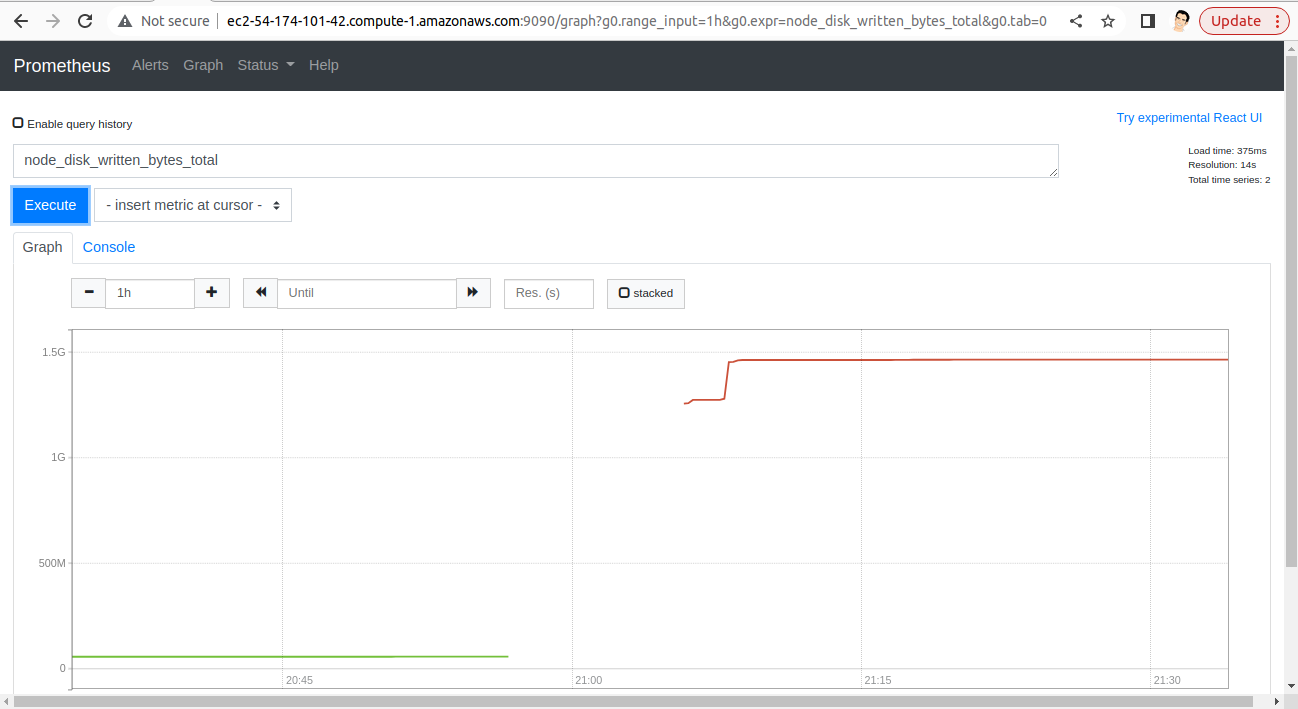 Not secure ec2-54-174-101-42.compute-1.amazonaws.com:9090/graph?g0.range_input=1h&g0.expr=node_disk_written_bytes_total&g0.tab=0 Update
Prometheus Alerts Graph Status Help
Enable query history
Try experimental React UI
node_disk_written_bytes_total
Load time: 375ms
Resolution: 14s
Total time series: 2
Execute - insert metric at cursor -
Graph Console
1h Until Res. (s) stacked
1.5G
1G
500M
0
20:45 21:00 21:15 21:30